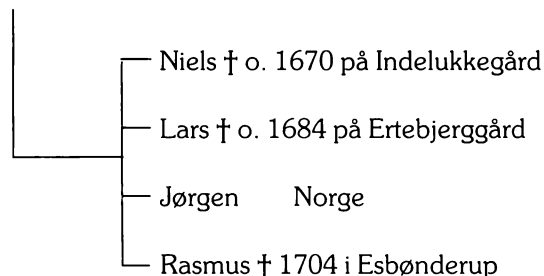 Niels † o. 1670 på Indelukkegård
Lars † o. 1684 på Ertebjerggård
Jørgen Norge
Rasmus † 1704 i Esbønderup